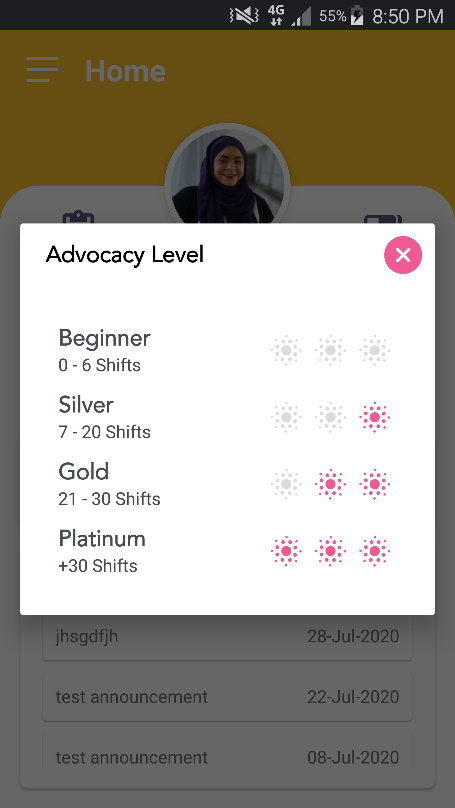 4G 55% 8:50 PM
Home
Advocacy Level
Beginner
0 - 6 Shifts
Silver
7 - 20 Shifts
Gold
21 - 30 Shifts
Platinum
+30 Shifts
jhsgdfjh 28-Jul-2020
test announcement 22-Jul-2020
test announcement 08-Jul-2020